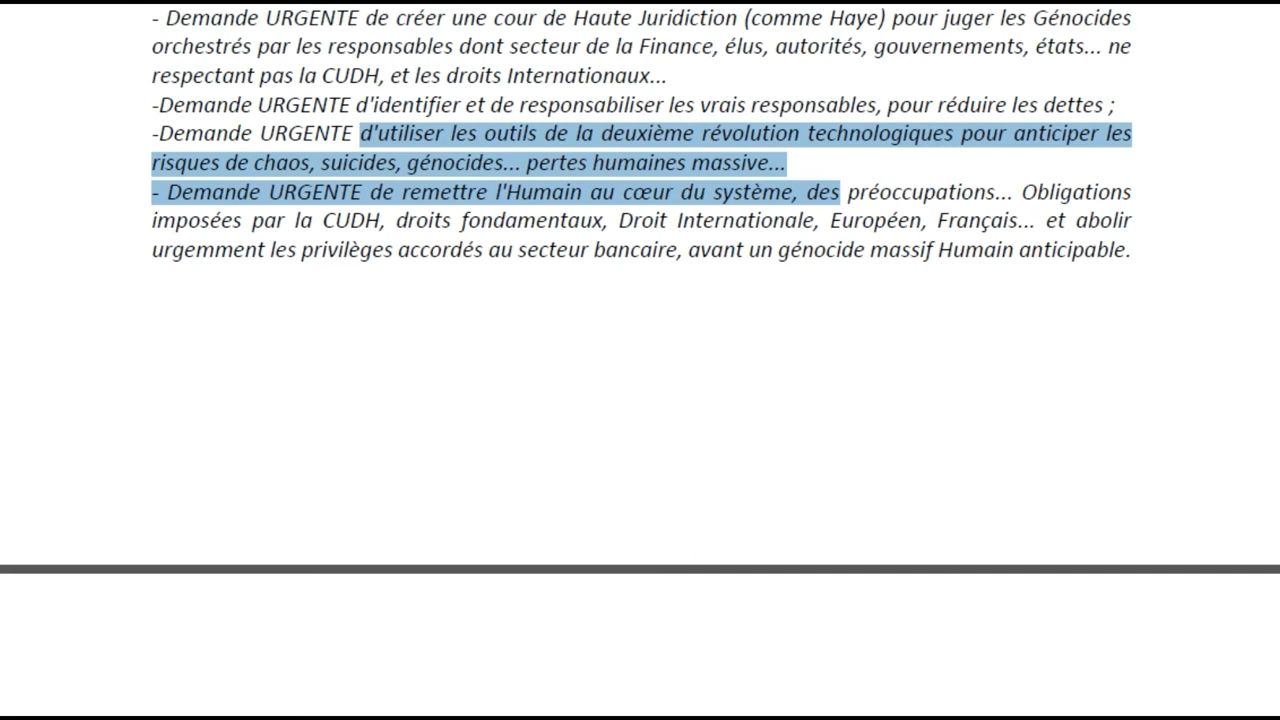 - Demande URGENTE de créer une cour de Haute Juridiction (comme Haye) pour juger les Génocides
orchestrés par les responsables dont secteur de la Finance, élus, autorités, gouvernements, états... ne
respectant pas la CUDH, et les droits Internationaux...
-Demande URGENTE d'identifier et de responsabiliser les vrais responsables, pour réduire les dettes ;
-Demande URGENTE d'utiliser les outils de la deuxième révolution technologiques pour anticiper les
risques de chaos, suicides, génocides... pertes humaines massive...
- Demande URGENTE de remettre l'Humain au cœur du système, des préoccupations... Obligations
imposées par la CUDH, droits fondamentaux, Droit Internationale, Européen, Français... et abolir
urgemment les privilèges accordés au secteur bancaire, avant un génocide massif Humain anticipable.